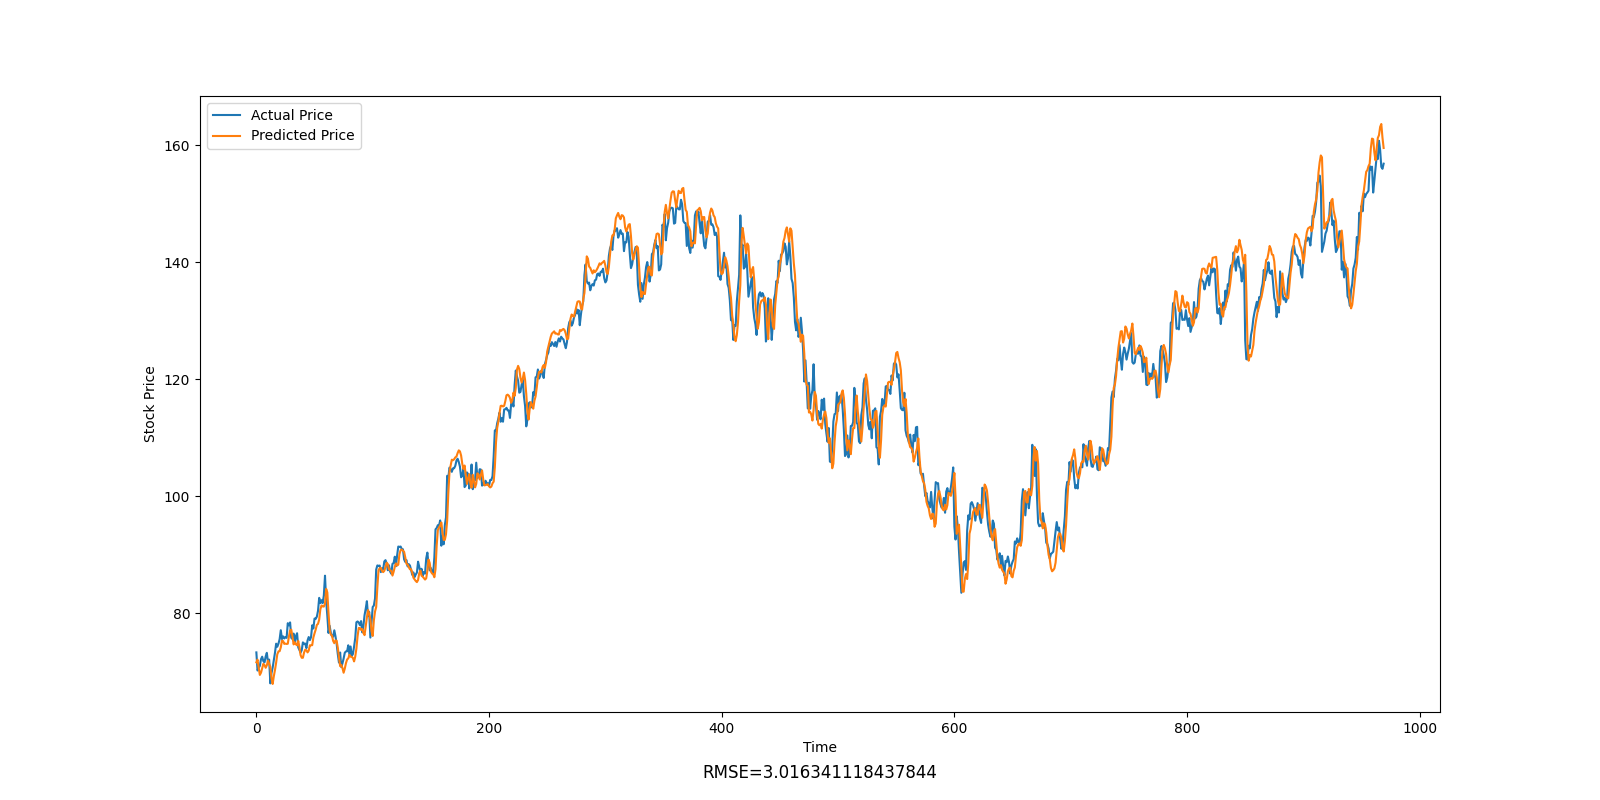 Actual Price
Predicted Price
160
140
120
100
80
Stock Price
0 200 400 600 800 1000
Time
RMSE=3.016341118437844